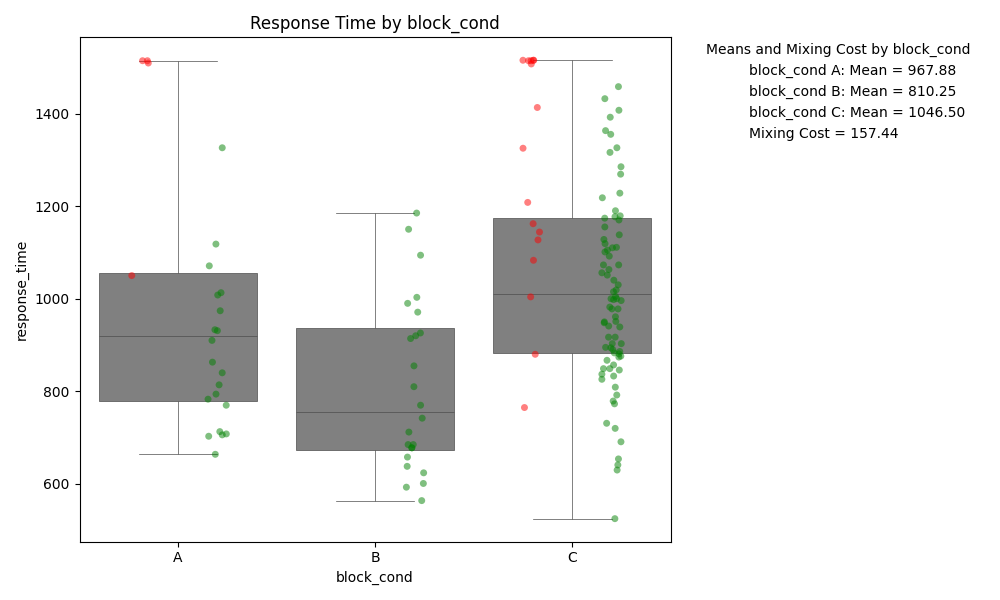 Response Time by block_cond
Means and Mixing Cost by block_cond
block_cond A: Mean = 967.88
block_cond B: Mean = 810.25
block_cond C: Mean = 1046.50
Mixing Cost = 157.44
response_time
1400
1200
1000
800
600
A B C
block_cond